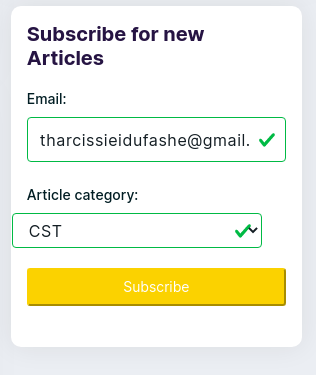 Subscribe for new
Articles
Email:
tharcissieidufashe@gmail.
Article category:
CST
Subscribe